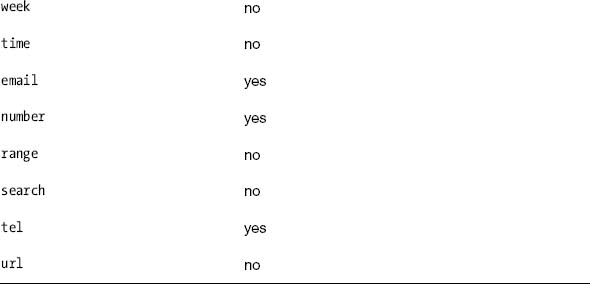 week no
time no
email yes
number yes
range no
search no
tel yes
url no